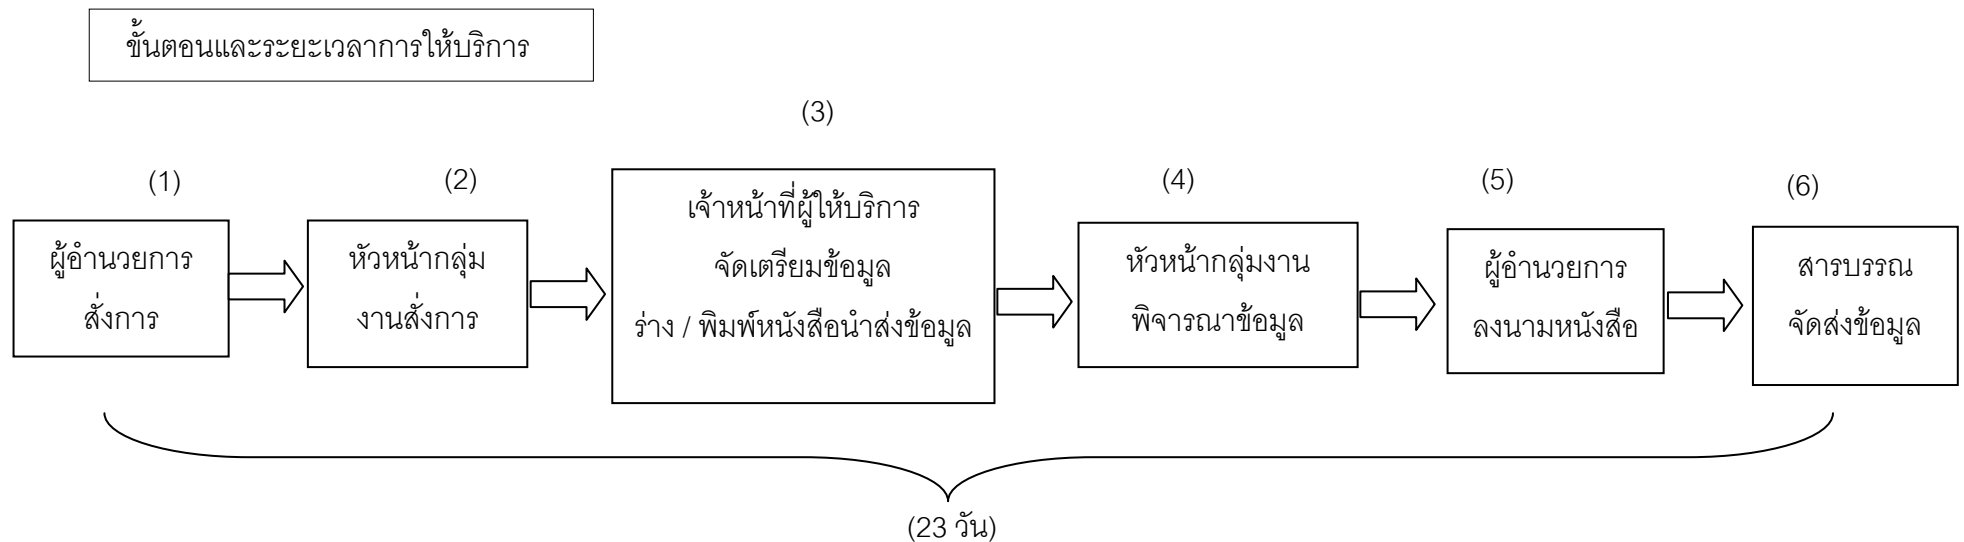 ขั้นตอนและระยะเวลาการให้บริการ
(1)
ผู้อำนวยการ
สั่งการ
(2)
หัวหน้ากลุ่ม
งานสั่งการ
(3)
เจ้าหน้าที่ผู้ให้บริการ
จัดเตรียมข้อมูล
ร่าง / พิมพ์หนังสือนำส่งข้อมูล
(4)
หัวหน้ากลุ่มงาน
พิจารณาข้อมูล
(5)
ผู้อำนวยการ
ลงนามหนังสือ
(6)
สารบรรณ
จัดส่งข้อมูล
(23 วัน)